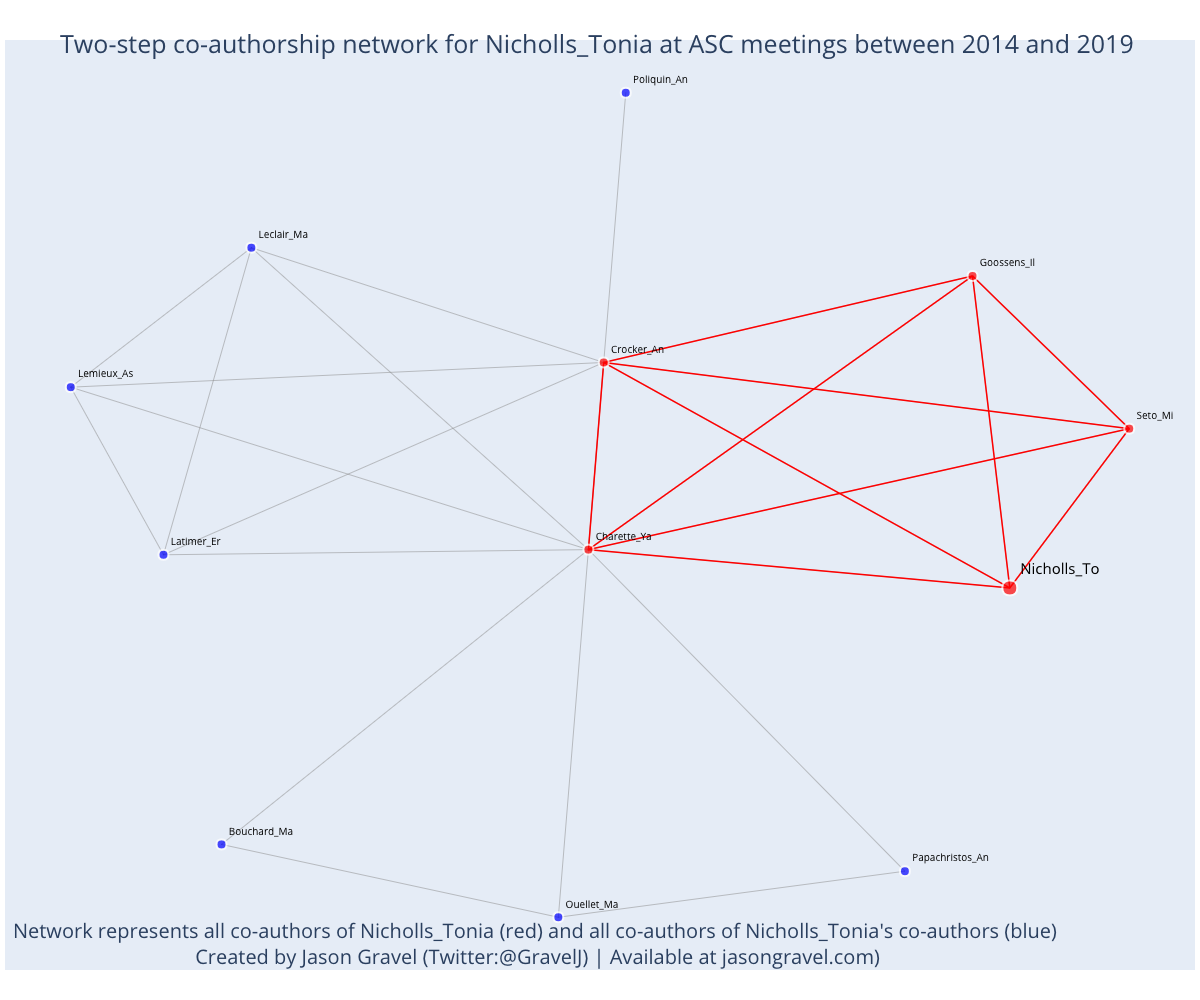 Two-step co-authorship network for Nicholls_Tonia at ASC meetings between 2014 and 2019
Poliquin_An
Leclair_Ma
Goossens_Il
Crocker_An
Lemieux_As
Seto_Mi
Charette_Ya
Latimer_Er
Nicholls_To
Bouchard_Ma
Papachristos_An
Ouellet_Ma
Network represents all co-authors of Nicholls_Tonia (red) and all co-authors of Nicholls_Tonia's co-authors (blue)
Created by Jason Gravel (Twitter:@GravelJ) | Available at jasongravel.com)